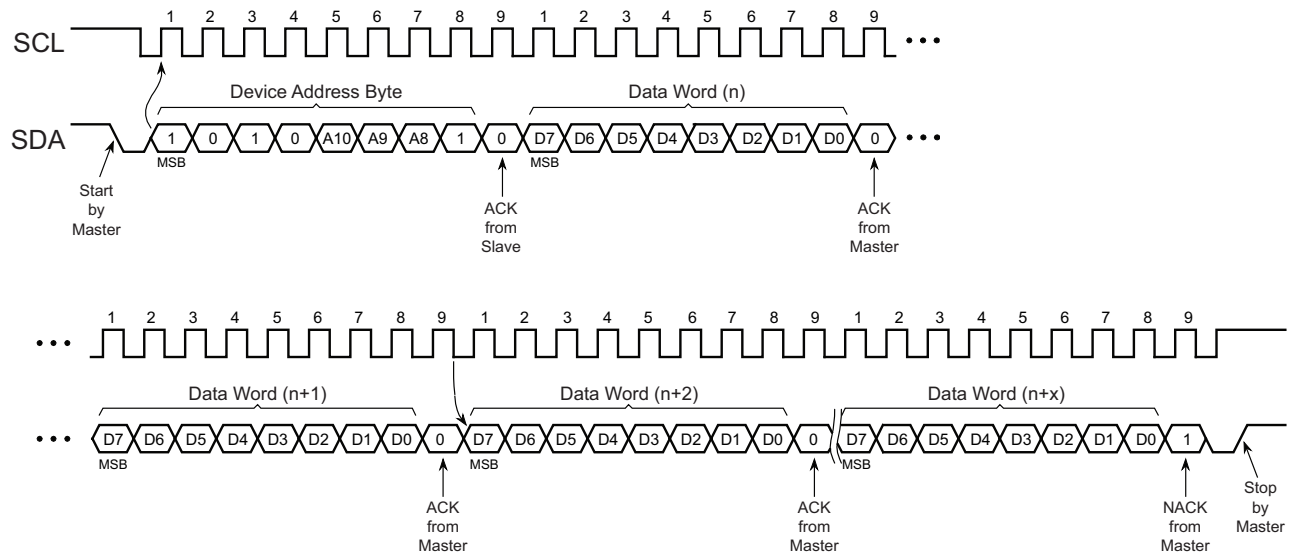 1 2 3 4 5 6 7 8 9 1 2 3 4 5 6 7 8 9
SCL
Device Address Byte Data Word (n)
SDA 1 0 1 0 A10 A9 A8 1 0 D7 D6 D5 D4 D3 D2 D1 D0 0
MSB MSB
Start
by
Master
ACK
from
Slave
ACK
from
Master
1 2 3 4 5 6 7 8 9 1 2 3 4 5 6 7 8 9 1 2 3 4 5 6 7 8 9
Data Word (n+1) Data Word (n+2) Data Word (n+x)
D7 D6 D5 D4 D3 D2 D1 D0 0 D7 D6 D5 D4 D3 D2 D1 D0 0 D7 D6 D5 D4 D3 D2 D1 D0 1
MSB MSB MSB
ACK
from
Master
ACK
from
Master
NACK
from
Master
Stop
by
Master